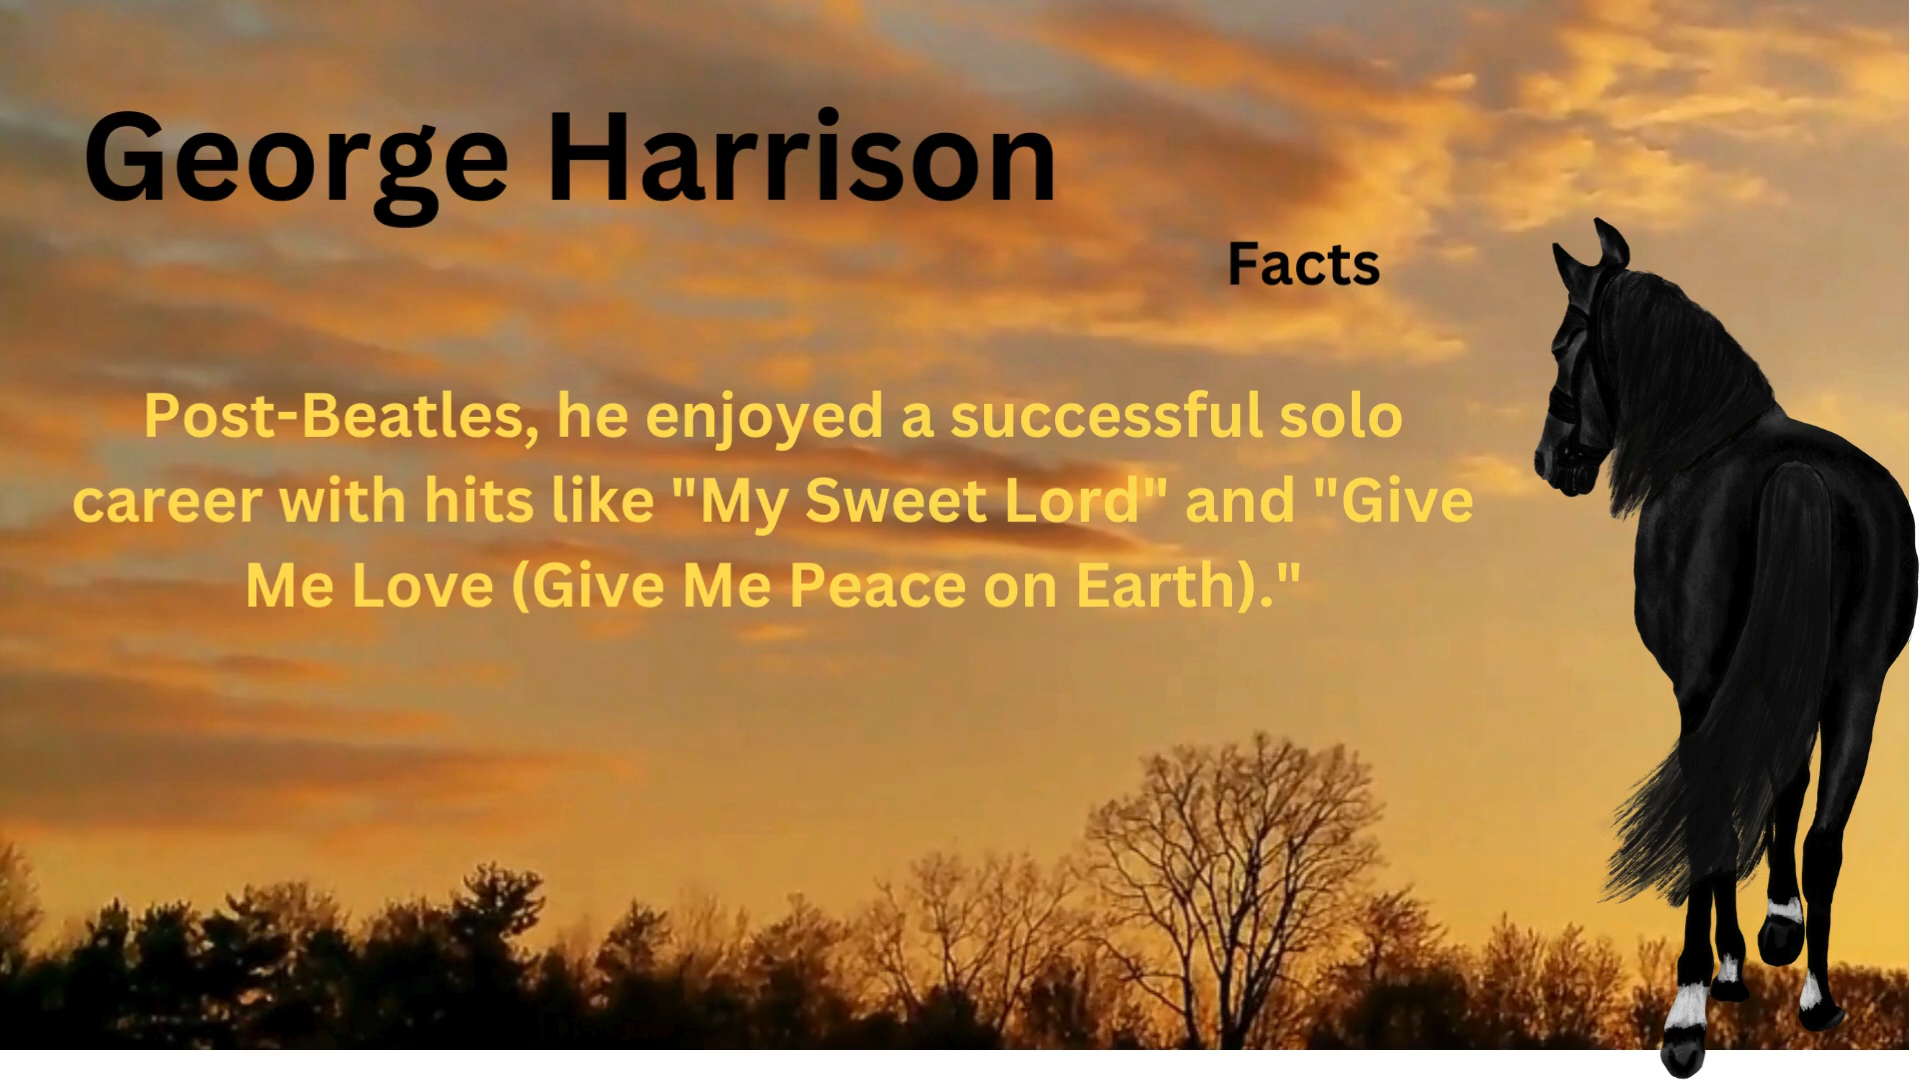 George Harrison
Facts
Post-Beatles, he enjoyed a successful solo
career with hits like "My Sweet Lord" and "Give
Me Love (Give Me Peace on Earth)."